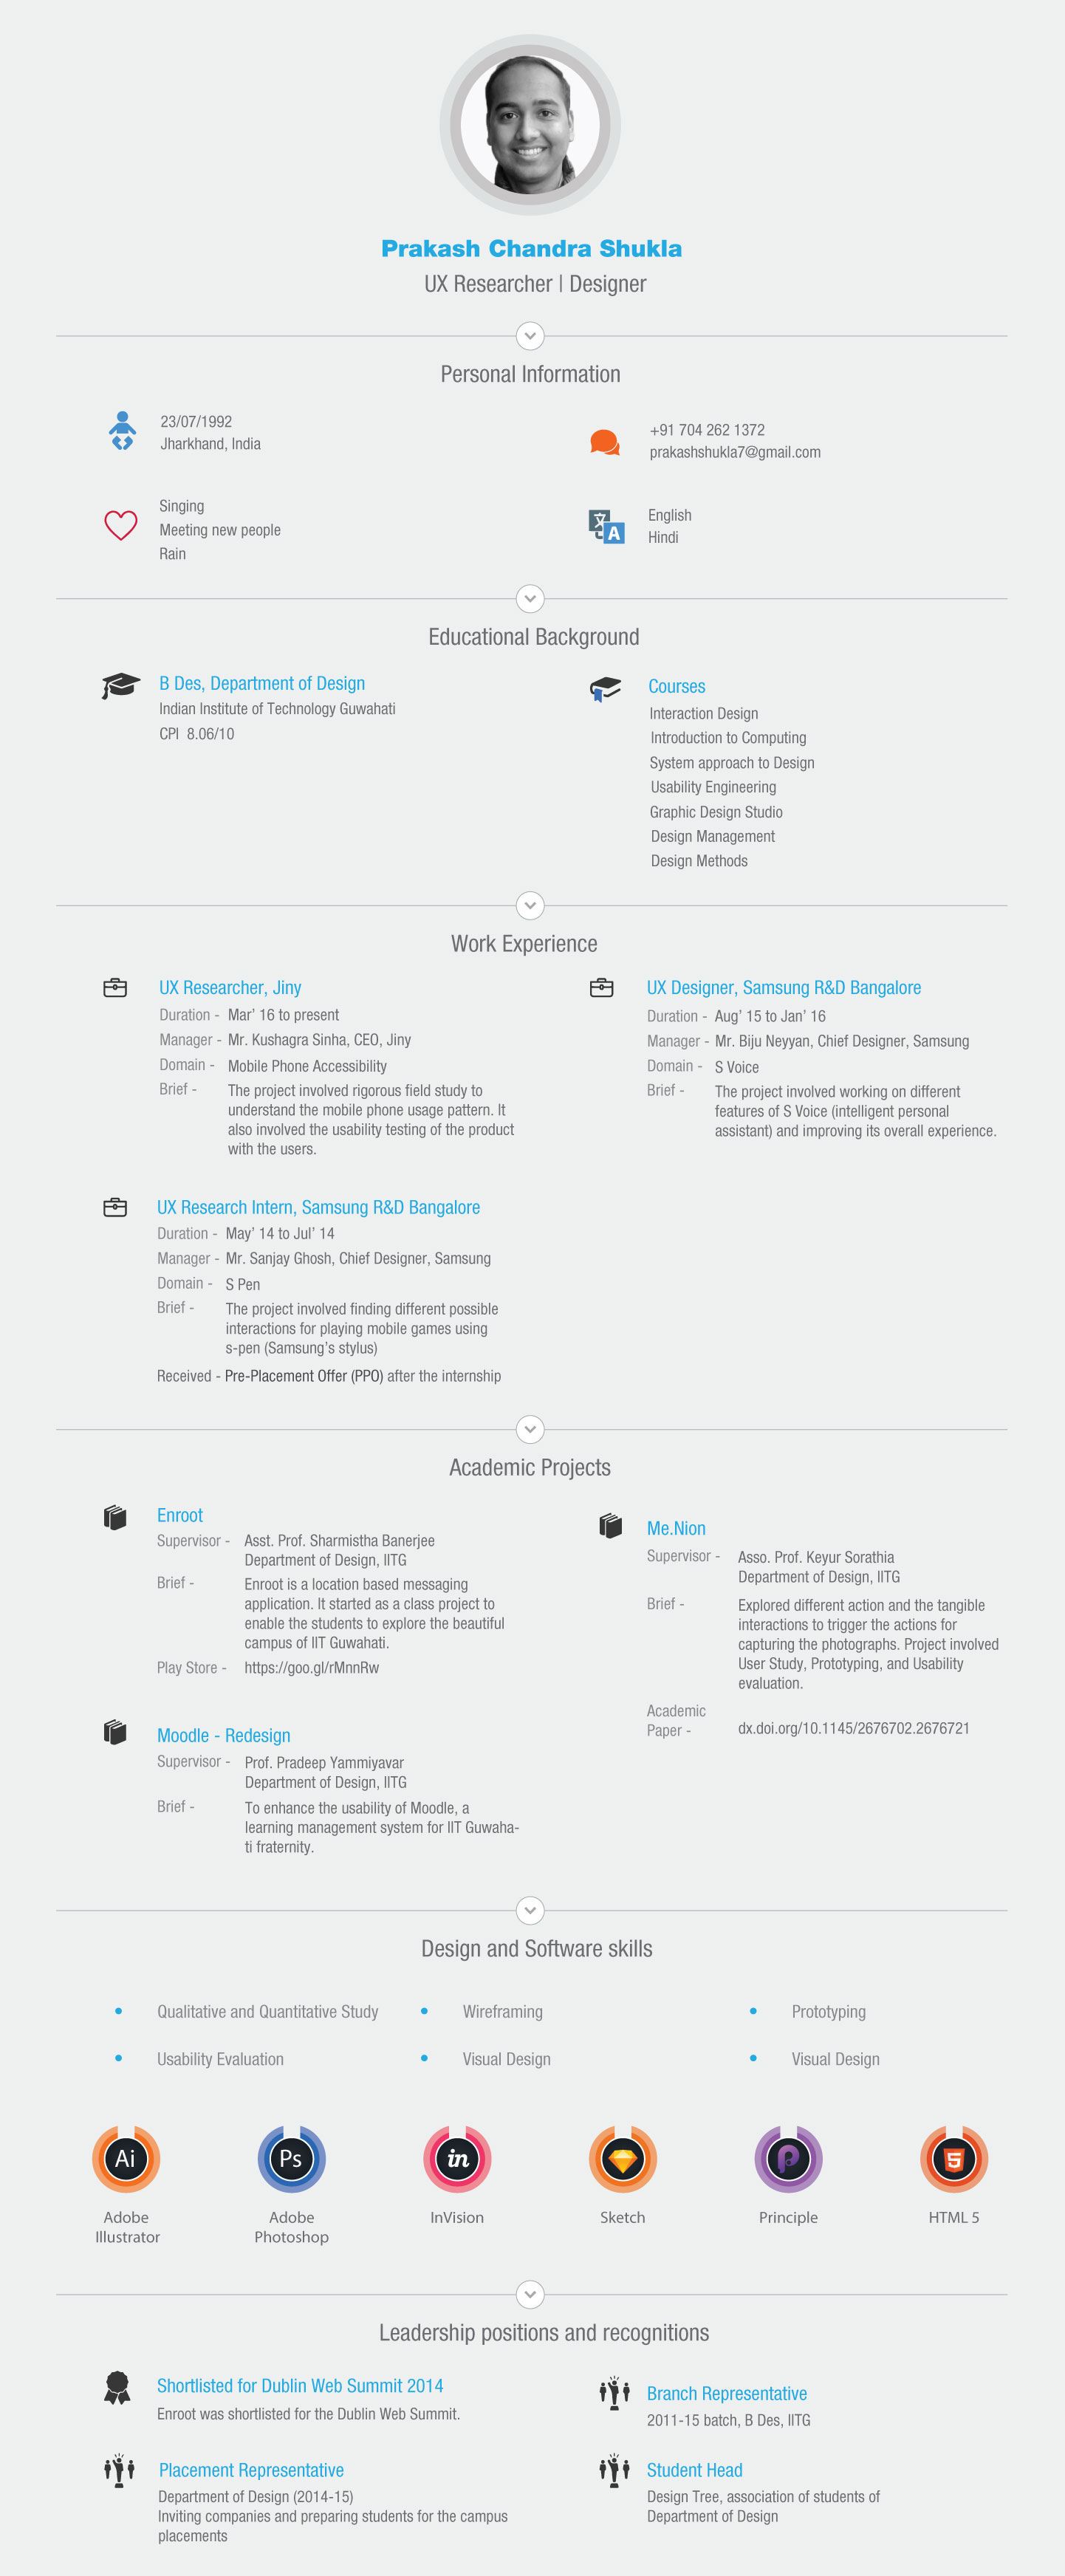 Prakash Chandra Shukla
UX Researcher | Designer
Personal Information
23/07/1992
Jharkhand, India
+91 704 262 1372
prakashshukla7@gmail.com
Singing
Meeting new people
Rain
A
English
Hindi
Educational Background
B Des, Department of Design
Indian Institute of Technology Guwahati
CPI 8.06/10
Courses
Interaction Design
Introduction to Computing
System approach to Design
Usability Engineering
Graphic Design Studio
Design Management
Design Methods
Work Experience
UX Researcher, Jiny
Duration - Mar' 16 to present
Manager - Mr. Kushagra Sinha, CEO, Jiny
Domain - Mobile Phone Accessibility
Brief - The project involved rigorous field study to
understand the mobile phone usage pattern. It
also involved the usability testing of the product
with the users.
UX Designer, Samsung R&D Bangalore
Duration - Aug' 15 to Jan' 16
Manager - Mr. Biju Neyyan, Chief Designer, Samsung
Domain - S Voice
Brief - The project involved working on different
features of S Voice (intelligent personal
assistant) and improving its overall experience.
UX Research Intern, Samsung R&D Bangalore
Duration - May' 14 to Jul' 14
Manager - Mr. Sanjay Ghosh, Chief Designer, Samsung
Domain - S Pen
Brief - The project involved finding different possible
interactions for playing mobile games using
s-pen (Samsung's stylus)
Received - Pre-Placement Offer (PPO) after the internship
Academic Projects
Enroot
Supervisor - Asst. Prof. Sharmistha Banerjee
Department of Design, IITG
Brief - Enroot is a location based messaging
application. It started as a class project to
enable the students to explore the beautiful
campus of IIT Guwahati.
Play Store - https://goo.gl/rMnnRw
Me.Nion
Supervisor - Asso. Prof. Keyur Sorathia
Department of Design, IITG
Brief - Explored different action and the tangible
interactions to trigger the actions for
capturing the photographs. Project involved
User Study, Prototyping, and Usability
evaluation.
Academic
Paper - dx.doi.org/10.1145/2676702.2676721
Moodle - Redesign
Supervisor - Prof. Pradeep Yammiyavar
Department of Design, IITG
Brief - To enhance the usability of Moodle, a
learning management system for IIT Guwaha-
ti fraternity.
Design and Software skills
Qualitative and Quantitative Study
Wireframing
Prototyping
Usability Evaluation
Visual Design
Visual Design
Ai
Ps
in
P
5
Adobe
Illustrator
Adobe
Photoshop
InVision
Sketch
Principle
HTML 5
Leadership positions and recognitions
Shortlisted for Dublin Web Summit 2014
Enroot was shortlisted for the Dublin Web Summit.
Branch Representative
2011-15 batch, B Des, IITG
Placement Representative
Department of Design (2014-15)
Inviting companies and preparing students for the campus
placements
Student Head
Design Tree, association of students of
Department of Design